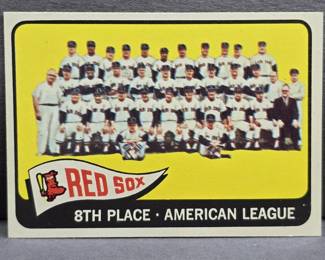 RED SOX
8TH PLACE · AMERICAN LEAGUE